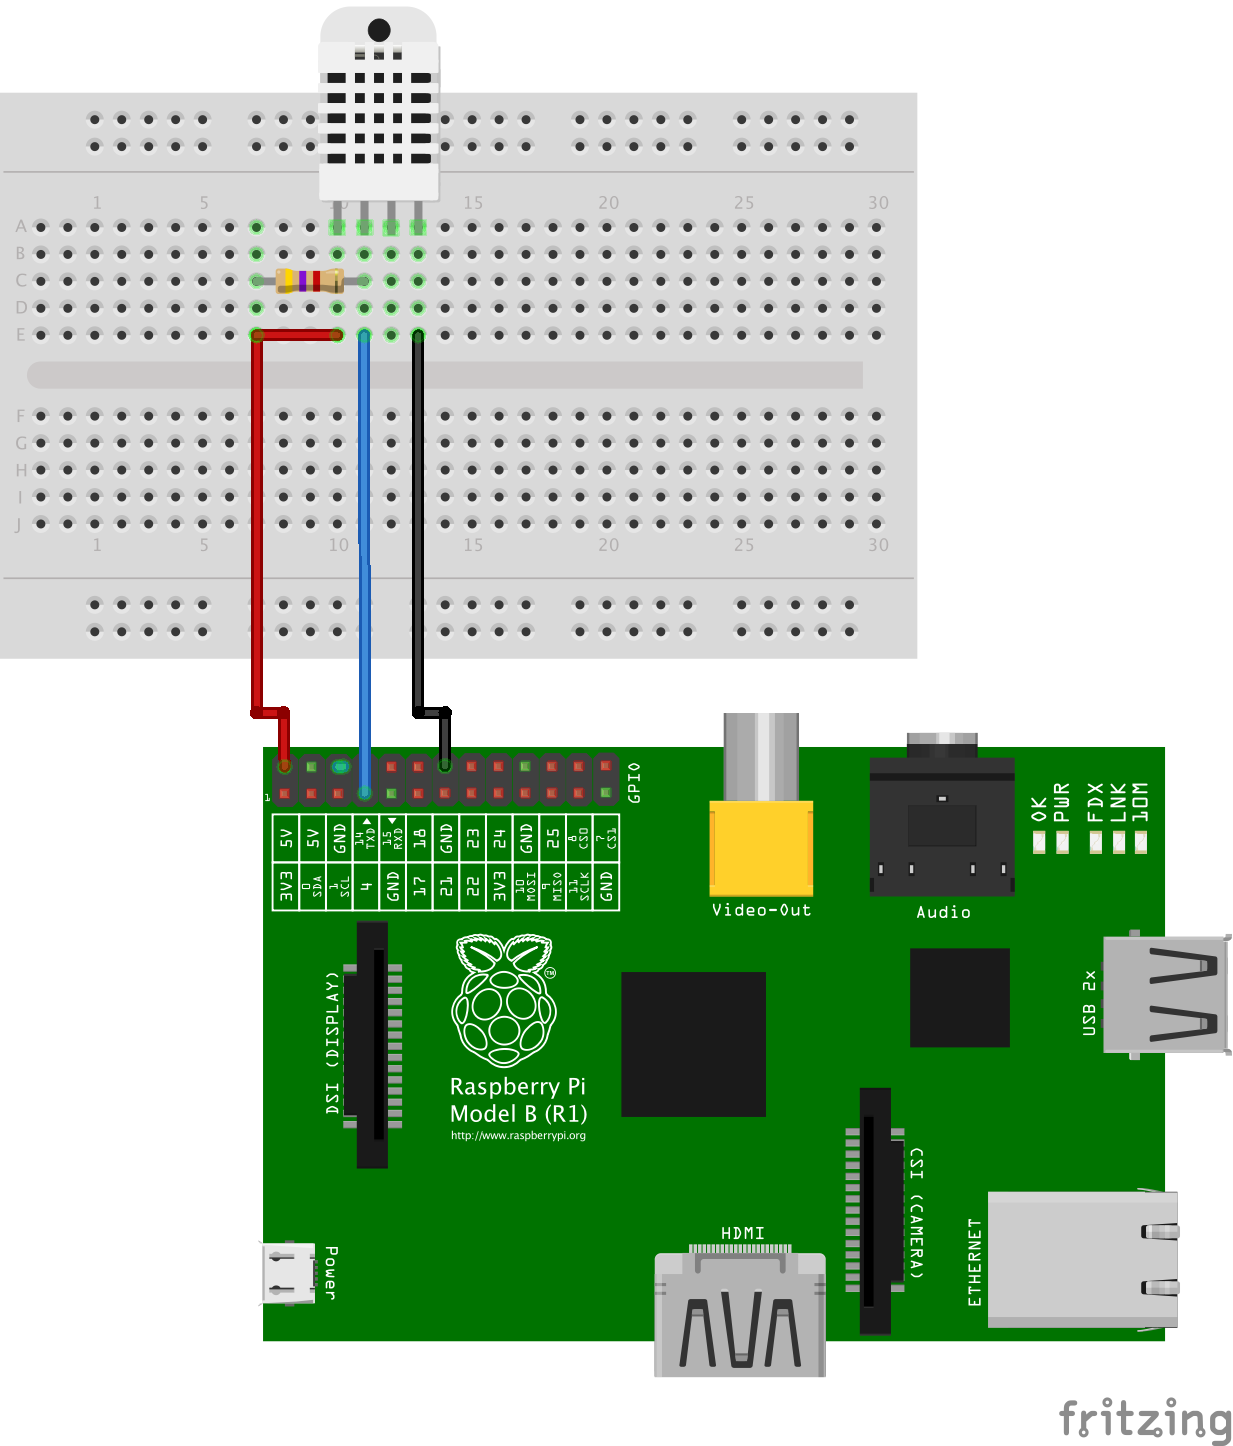 1 5 10 15 20 25 30
A
B
C
D
E
F
G
H
I
J
1 5 10 15 20 25 30
1
GPIO
5V 5V GND 14 TXD 15 RXD 18 GND 23 24 GND 25 8 CS0 7 CS1
3V3 0 SDA 1 SCL 4 GND 17 21 22 3V3 10 MOSI 9 MISO 11 SCLK GND
OK PWR FDX LNK 10M
Video-Out
Audio
DSI (DISPLAY)
TM
USB 2x
Raspberry Pi
Model B (R1)
http://www.raspberrypi.org
CSI (CAMERA)
HDMI
ETHERNET
Power
fritzing